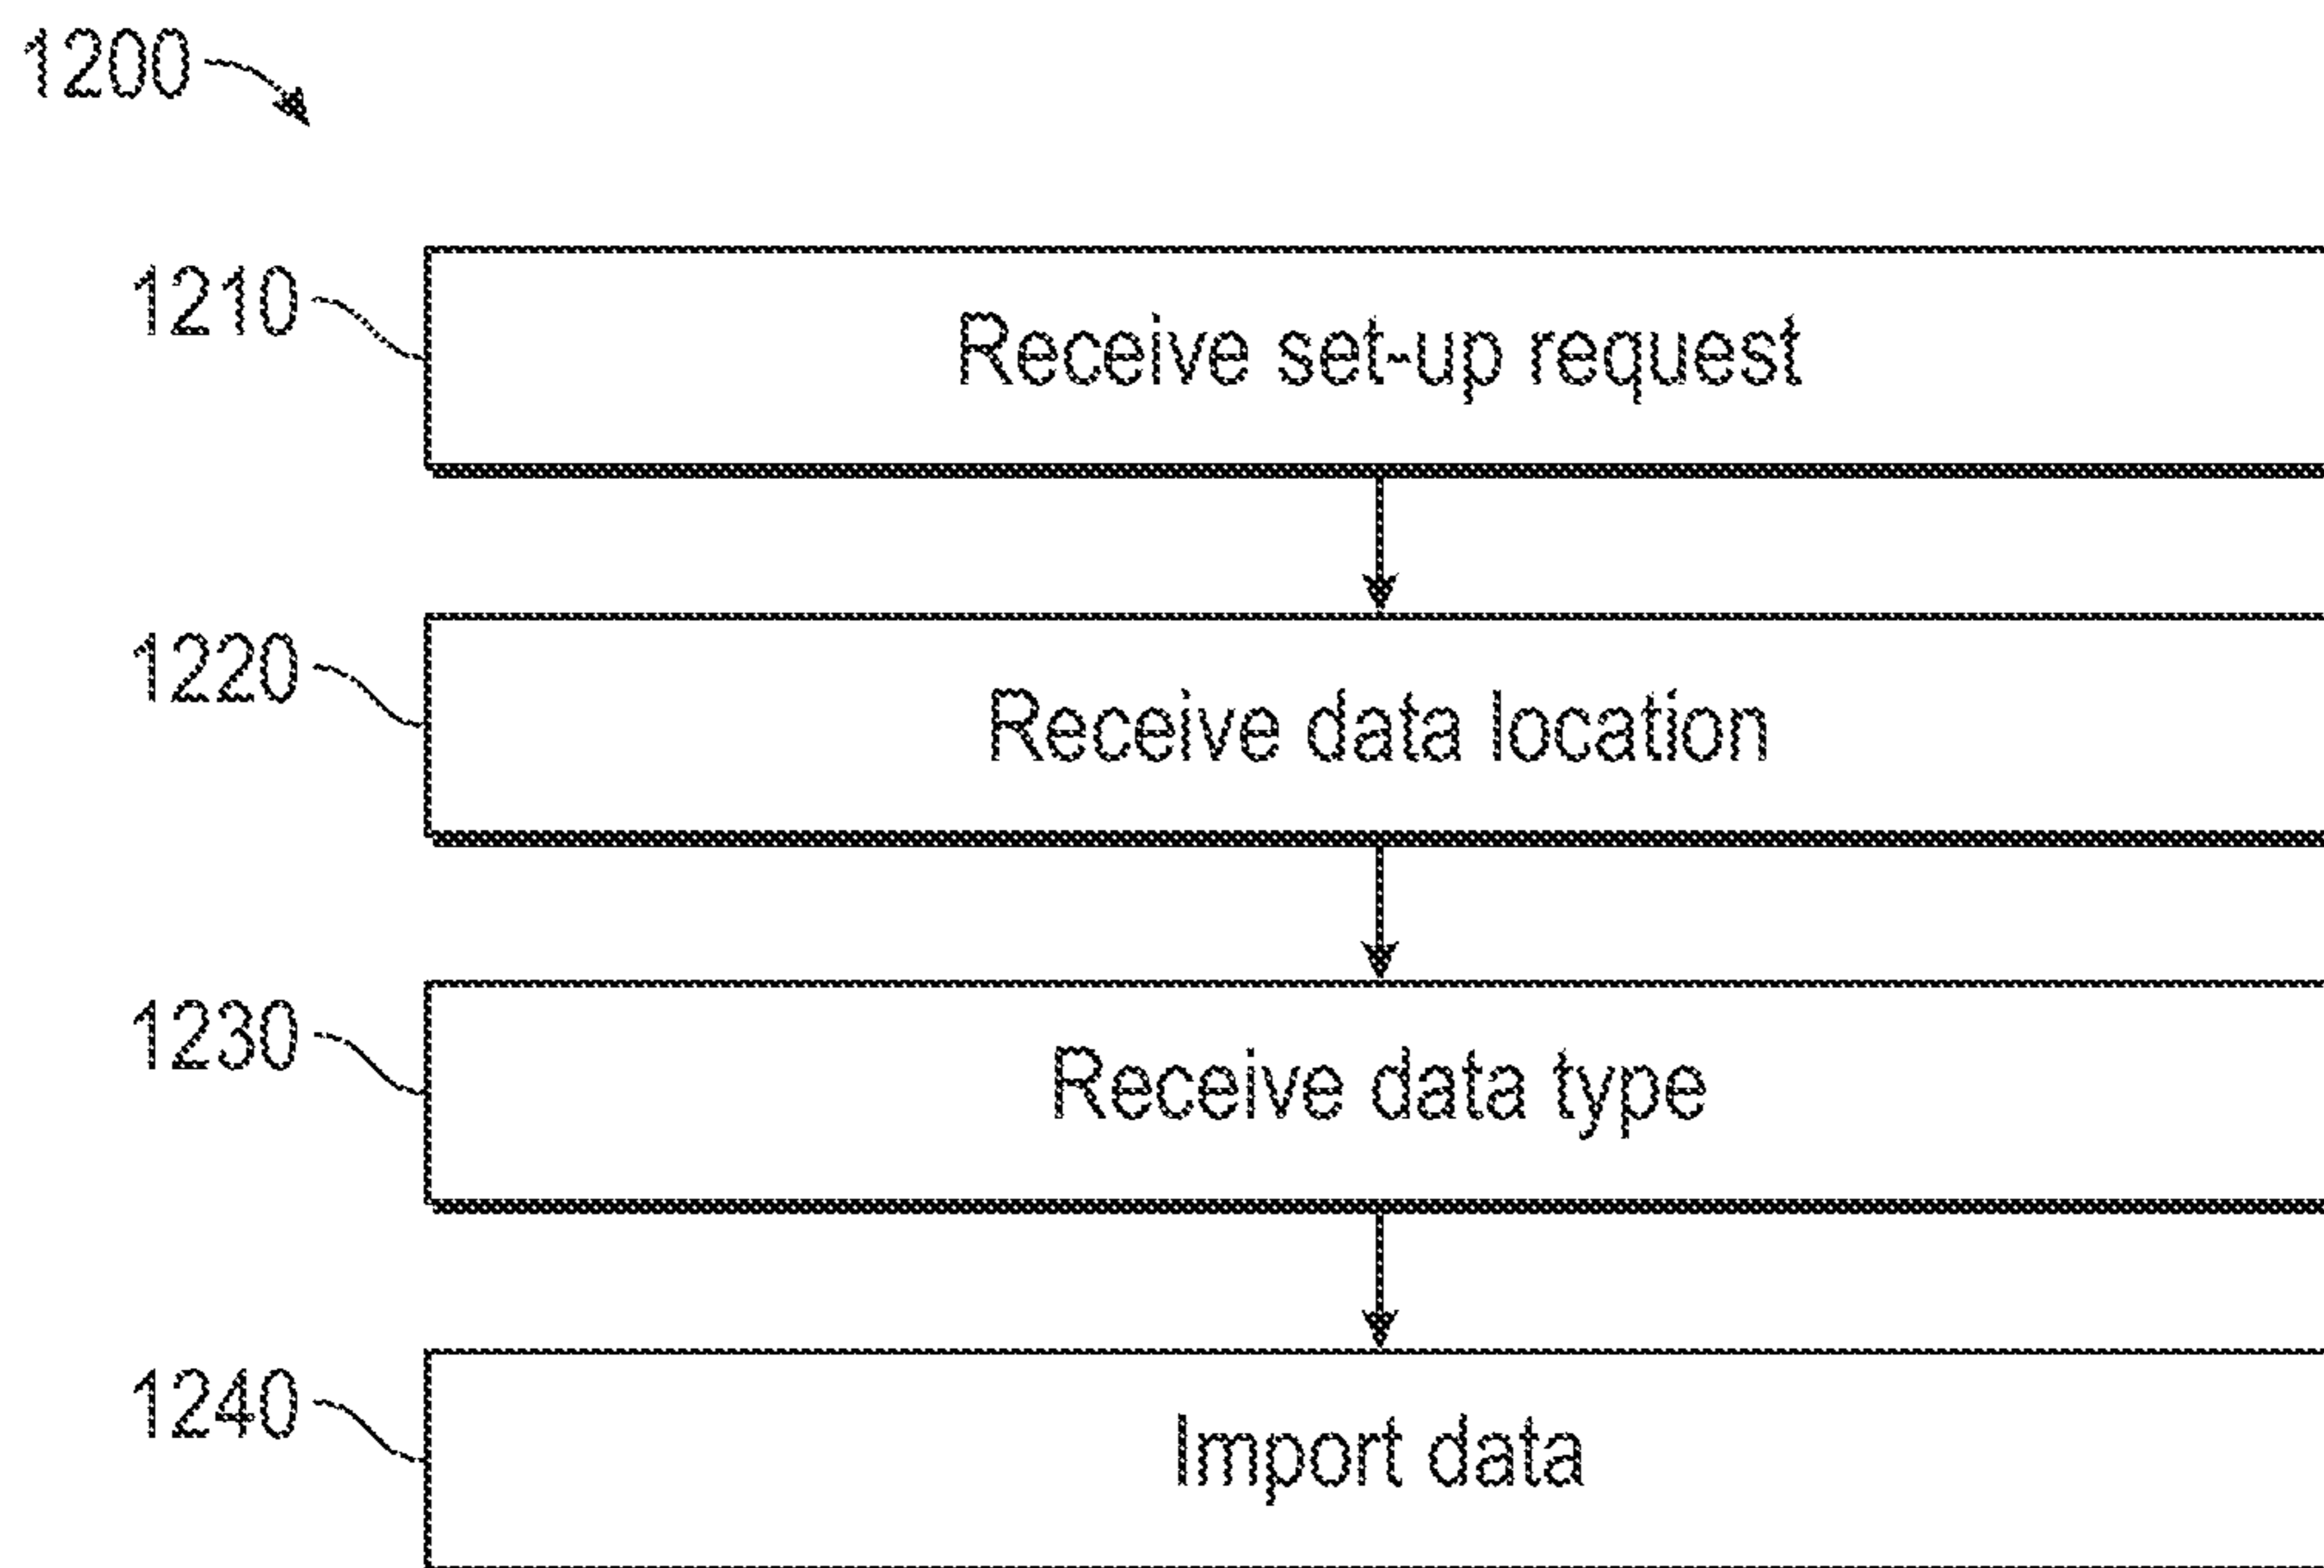 1200
1210
Receive set-up request
1220
Receive data location
1230
Receive data type
1240
Import data